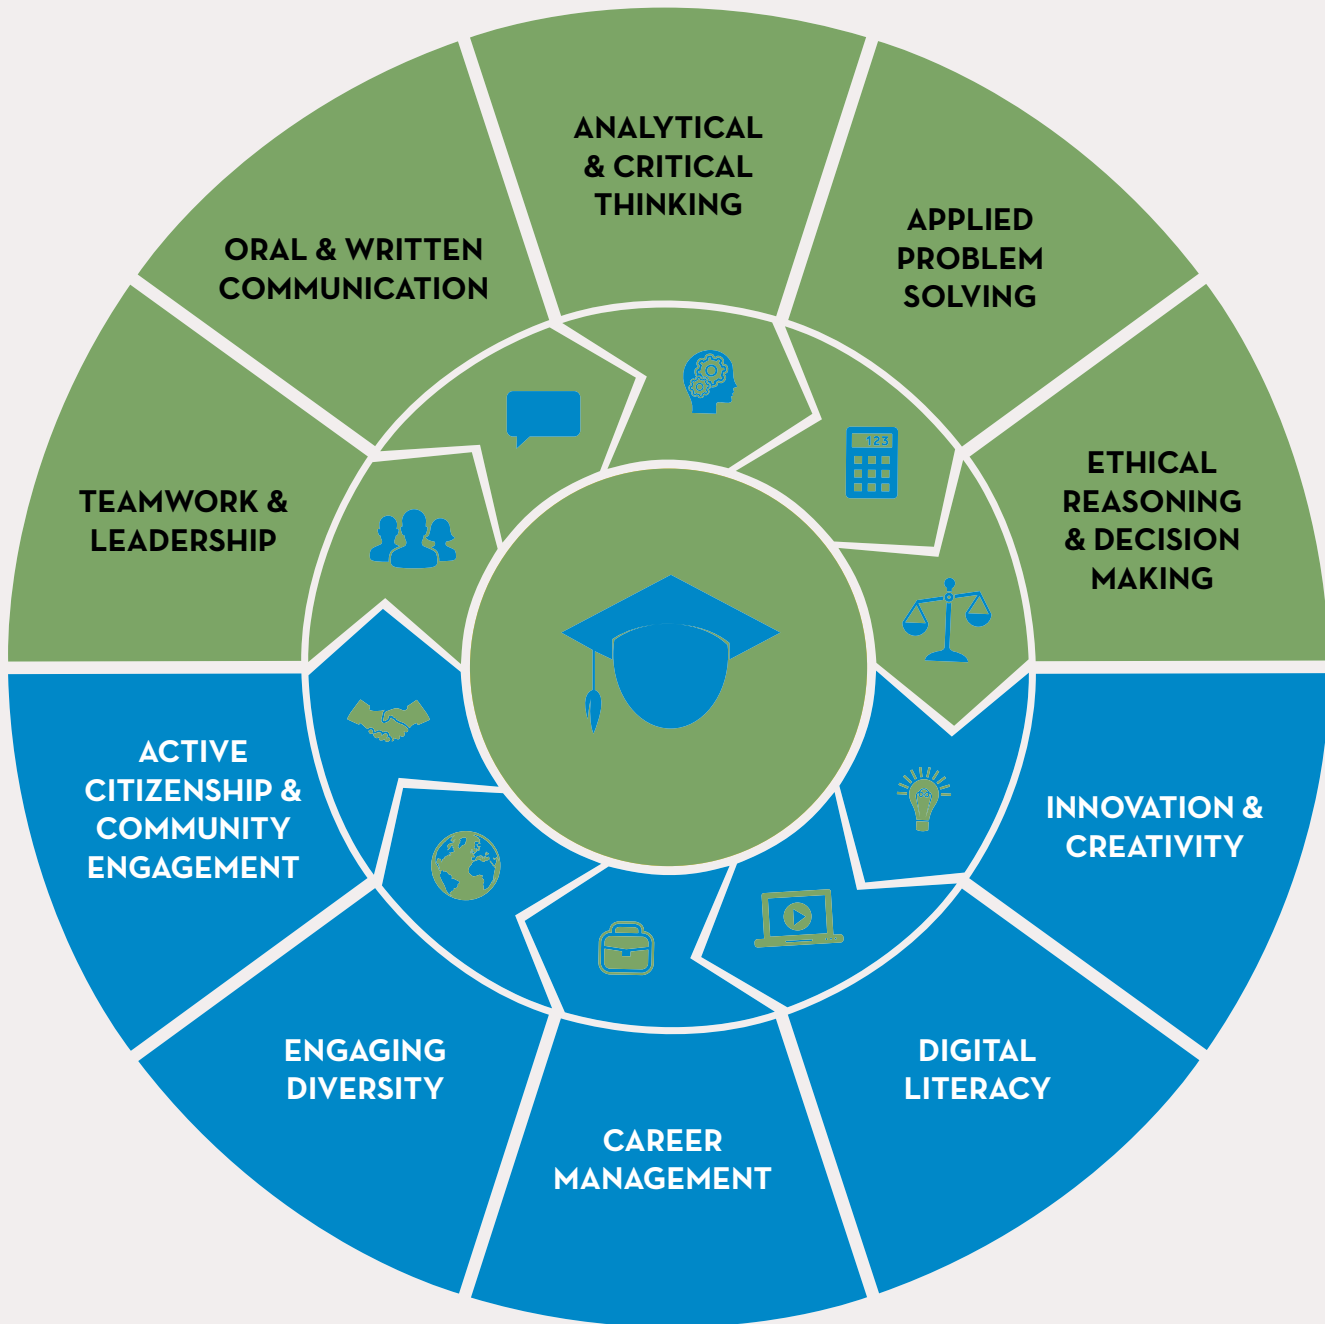 ANALYTICAL
& CRITICAL
THINKING
APPLIED
PROBLEM
SOLVING
ORAL & WRITTEN
COMMUNICATION
123
ETHICAL
REASONING
& DECISION
MAKING
TEAMWORK &
LEADERSHIP
ACTIVE
CITIZENSHIP &
COMMUNITY
ENGAGEMENT
INNOVATION &
CREATIVITY
ENGAGING
DIVERSITY
DIGITAL
LITERACY
CAREER
MANAGEMENT